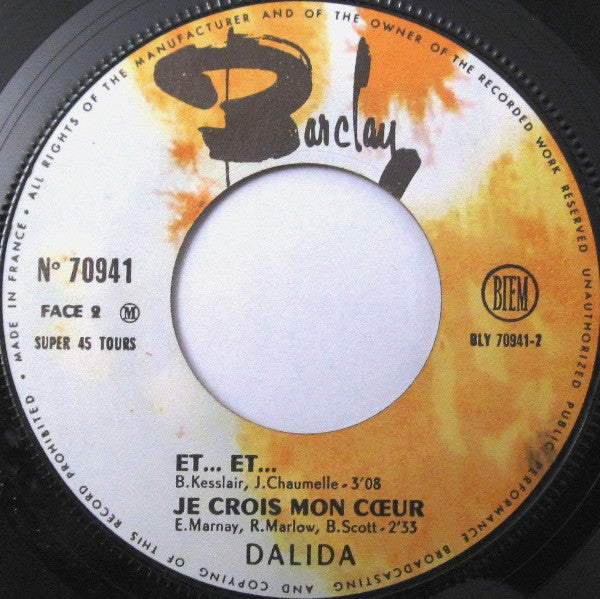 MADE IN FRANCE • ALL RIGHTS OF THE MANUFACTURER AND OF THE OWNER OF THE RECORDED WORK RESERVED UNAUTHORIZED PUBLIC PERFORMANCE BROADCASTING AND COPYING OF THIS RECORD PROHIBITED •
Barclay
N° 70941
FACE 2 M
SUPER 45 TOURS
BIEM
BLY 70941-2
ET... ET...
B. Kesslair, J. Chaumelle - 3'08
JE CROIS MON CŒUR
E. Marnay, R. Marlow, B. Scott - 2'33
DALIDA